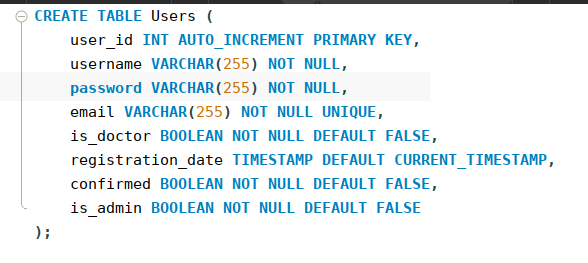 CREATE TABLE Users (
user_id INT AUTO_INCREMENT PRIMARY KEY,
username VARCHAR(255) NOT NULL,
password VARCHAR(255) NOT NULL,
email VARCHAR(255) NOT NULL UNIQUE,
is_doctor BOOLEAN NOT NULL DEFAULT FALSE,
registration_date TIMESTAMP DEFAULT CURRENT_TIMESTAMP,
confirmed BOOLEAN NOT NULL DEFAULT FALSE,
is_admin BOOLEAN NOT NULL DEFAULT FALSE
);